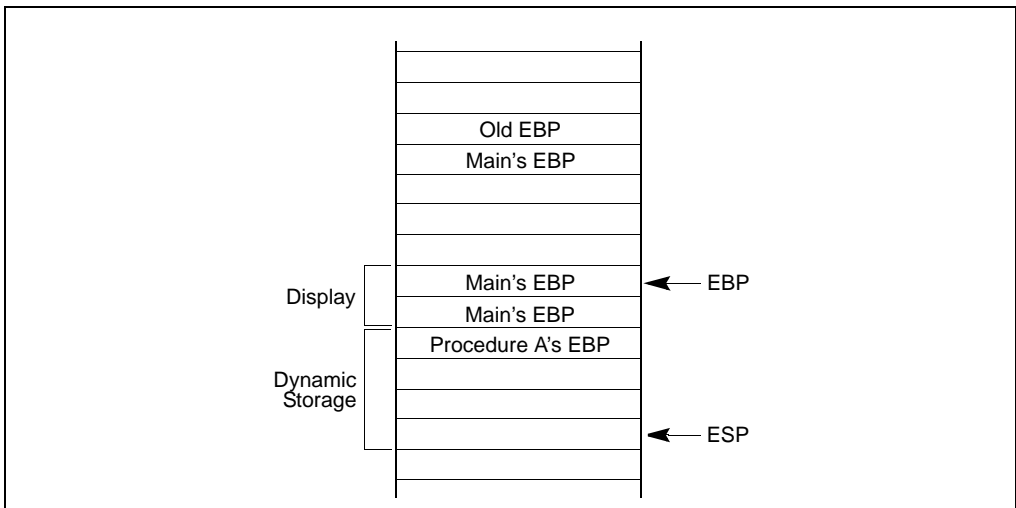 Old EBP
Main's EBP
Main's EBP
EBP
Display
Main's EBP
Procedure A's EBP
Dynamic
Storage
ESP